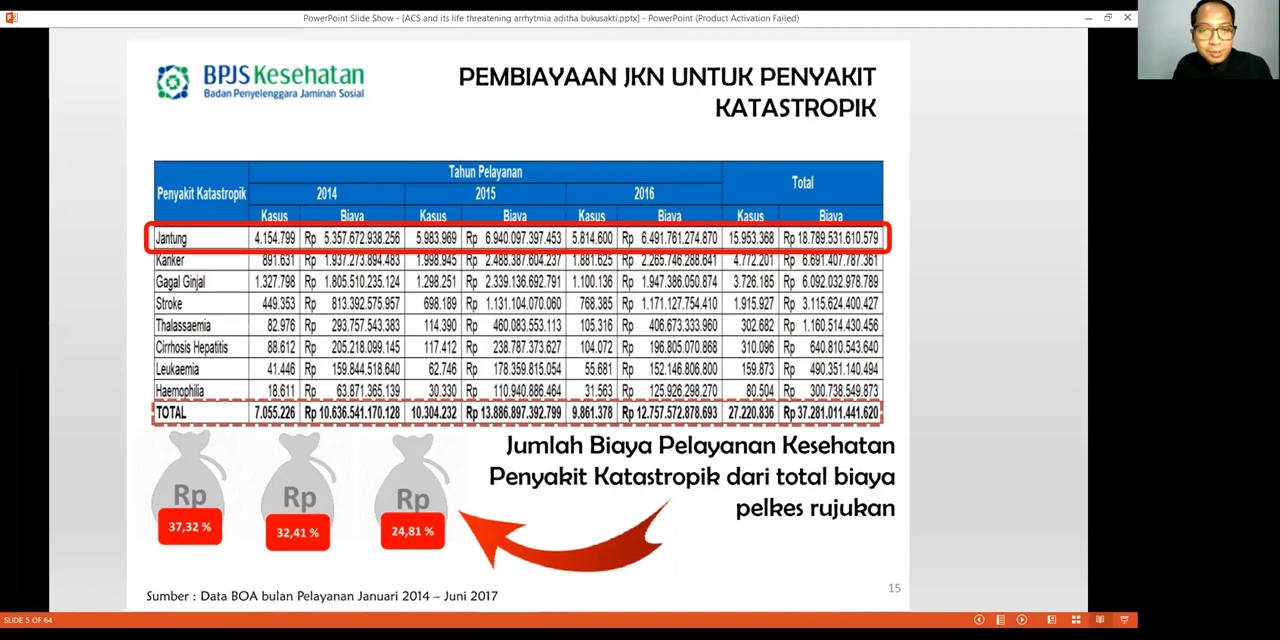 PowerPoint Slide Show - [ACS and its life threatening arrhytmia aditha bukusakti.pptx] - PowerPoint (Product Activation Failed)
BPJS Kesehatan
Badan Penyelenggara Jaminan Sosial
PEMBIAYAAN JKN UNTUK PENYAKIT
KATASTROPIK
Penyakit Katastropik Tahun Pelayanan Total
2014 2015 2016
Kasus Biaya Kasus Biaya Kasus Biaya Kasus Biaya
Jantung 4.154.799 Rp 5.357.672.938.256 5.983.969 Rp 6.940.097.397.453 5.814.600 Rp 6.491.761.274.870 15.953.368 Rp 18.789.531.610.579
Kanker 891.631 Rp 1.937.273.894.483 1.998.945 Rp 2.488.387.604.237 1.881.625 Rp 2.265.746.288.641 4.772.201 Rp 6.691.407.787.361
Gagal Ginjal 1.327.798 Rp 1.805.510.235.124 1.298.251 Rp 2.339.136.692.791 1.100.136 Rp 1.947.386.050.874 3.726.185 Rp 6.092.032.978.789
Stroke 449.353 Rp 813.392.575.957 698.189 Rp 1.131.104.070.060 768.385 Rp 1.171.127.754.410 1.915.927 Rp 3.115.624.400.427
Thalassaemia 82.976 Rp 293.757.543.383 114.390 Rp 460.083.553.113 105.316 Rp 406.673.333.960 302.682 Rp 1.160.514.430.456
Cirrhosis Hepatitis 88.612 Rp 205.218.099.145 117.412 Rp 238.787.373.627 104.072 Rp 196.805.070.868 310.096 Rp 640.810.543.640
Leukaemia 41.446 Rp 159.844.518.640 62.746 Rp 178.359.815.054 55.681 Rp 152.146.806.800 159.873 Rp 490.351.140.494
Haemophilia 18.611 Rp 63.871.365.139 30.330 Rp 110.940.886.464 31.563 Rp 125.926.298.270 80.504 Rp 300.738.549.873
TOTAL 7.055.226 Rp 10.636.541.170.128 10.304.232 Rp 13.886.897.392.799 9.861.378 Rp 12.757.572.878.693 27.220.836 Rp 37.281.011.441.620
Rp Rp Rp
37,32 % 32,41 % 24,81 %
Jumlah Biaya Pelayanan Kesehatan
Penyakit Katastropik dari total biaya
pelkes rujukan
15
Sumber : Data BOA bulan Pelayanan Januari 2014 – Juni 2017
SLIDE 5 OF 64